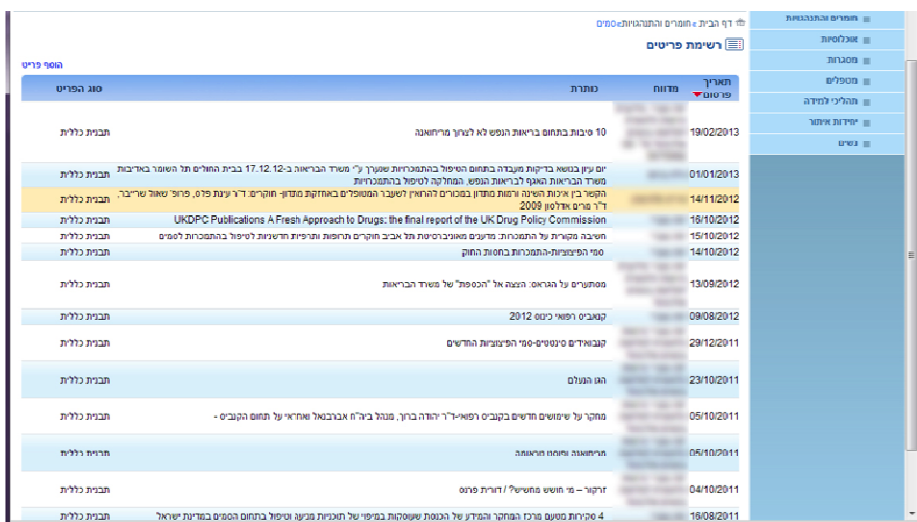 דף הבית » חומרים והתנהגויות » סמים
חומרים והתנהגויות
אוכלוסיות
מסגרות
מטפלים
תהליכי למידה
יחידות איתור
נשים
רשימת פריטים
הוסף פריט
תאריך פרסום מדווח כותרת סוג הפריט
19/02/2013 10 סיבות בתחום בריאות הנפש לא לצרוך מריחואנה תבנית כללית
01/01/2013 יום עיון בנושא בדיקות מעבדה בתחום הטיפול בהתמכרויות שנערך ע"י משרד הבריאות ב-17.12.12 בבית החולים תל השומר באדיבות
משרד הבריאות האגף לבריאות הנפש, המחלקה לטיפול בהתמכרויות תבנית כללית
14/11/2012 הקשר בין איכות השינה ורמות מתדון במכורים להרואין לשעבר המטופלים באחזקת מתדון- חוקרים: ד"ר עינת פלס, פרופ' שאול שרייבר,
ד"ר מרים אדלסון 2009 תבנית כללית
16/10/2012 UKDPC Publications A Fresh Approach to Drugs: the final report of the UK Drug Policy Commission תבנית כללית
15/10/2012 חשיבה מקורית על התמכרות: מדענים מאוניברסיטת תל אביב חוקרים תרופות ותרפיות חדשניות לטיפול בהתמכרות לסמים תבנית כללית
14/10/2012 סמי הפיצוציות-התמכרות בחסות החוק תבנית כללית
13/09/2012 מסתערים על הגראס: הצצה אל "הכספת" של משרד הבריאות תבנית כללית
09/08/2012 קנאביס רפואי כינוס 2012 תבנית כללית
29/12/2011 קנבואידים סינטטים-סמי הפיצוציות החדשים תבנית כללית
23/10/2011 הגז הנעלם תבנית כללית
05/10/2011 מחקר על שימושים חדשים בקנביס רפואי-ד"ר יהודה ברוך, מנהל ביה"ח אברבנאל ואחראי על תחום הקנביס - תבנית כללית
05/10/2011 מריחואנה ופוסט טראומה תבנית כללית
04/10/2011 זרקור – מי חושש מחשיש? / דורית פרנס תבנית כללית
16/08/2011 4 סקירות מטעם מרכז המחקר והמידע של הכנסת שעוסקות במיפוי של תוכניות מניעה וטיפול בתחום הסמים במדינת ישראל תבנית כללית